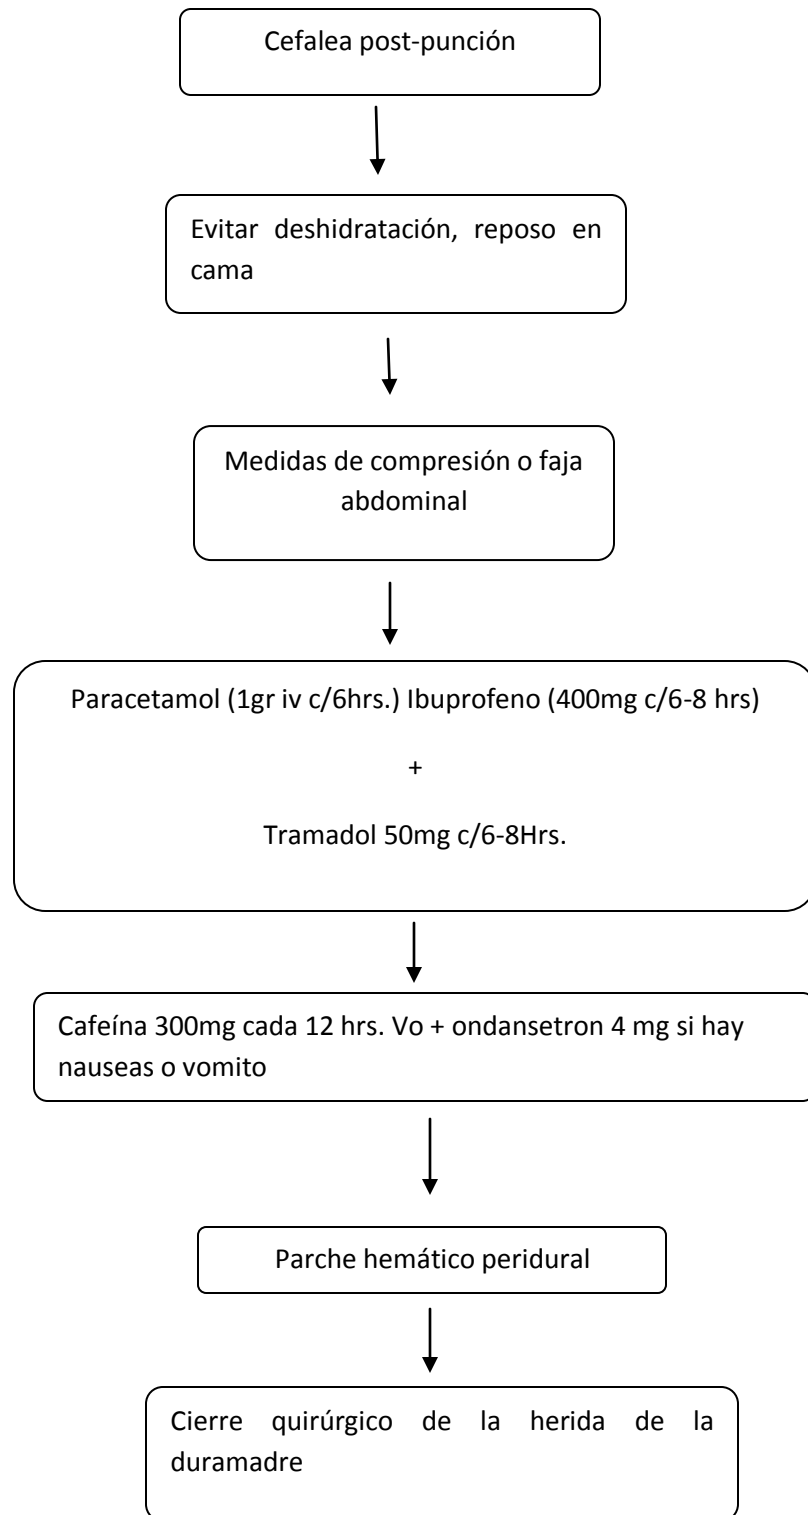 Cefalea post-punción
Evitar deshidratación, reposo en
cama
Medidas de compresión o faja
abdominal
Paracetamol (1gr iv c/6hrs.) Ibuprofeno (400mg c/6-8 hrs)
+
Tramadol 50mg c/6-8Hrs.
Cafeína 300mg cada 12 hrs. Vo + ondansetron 4 mg si hay
nauseas o vomito
Parche hemático peridural
Cierre quirúrgico de la herida de la
duramadre